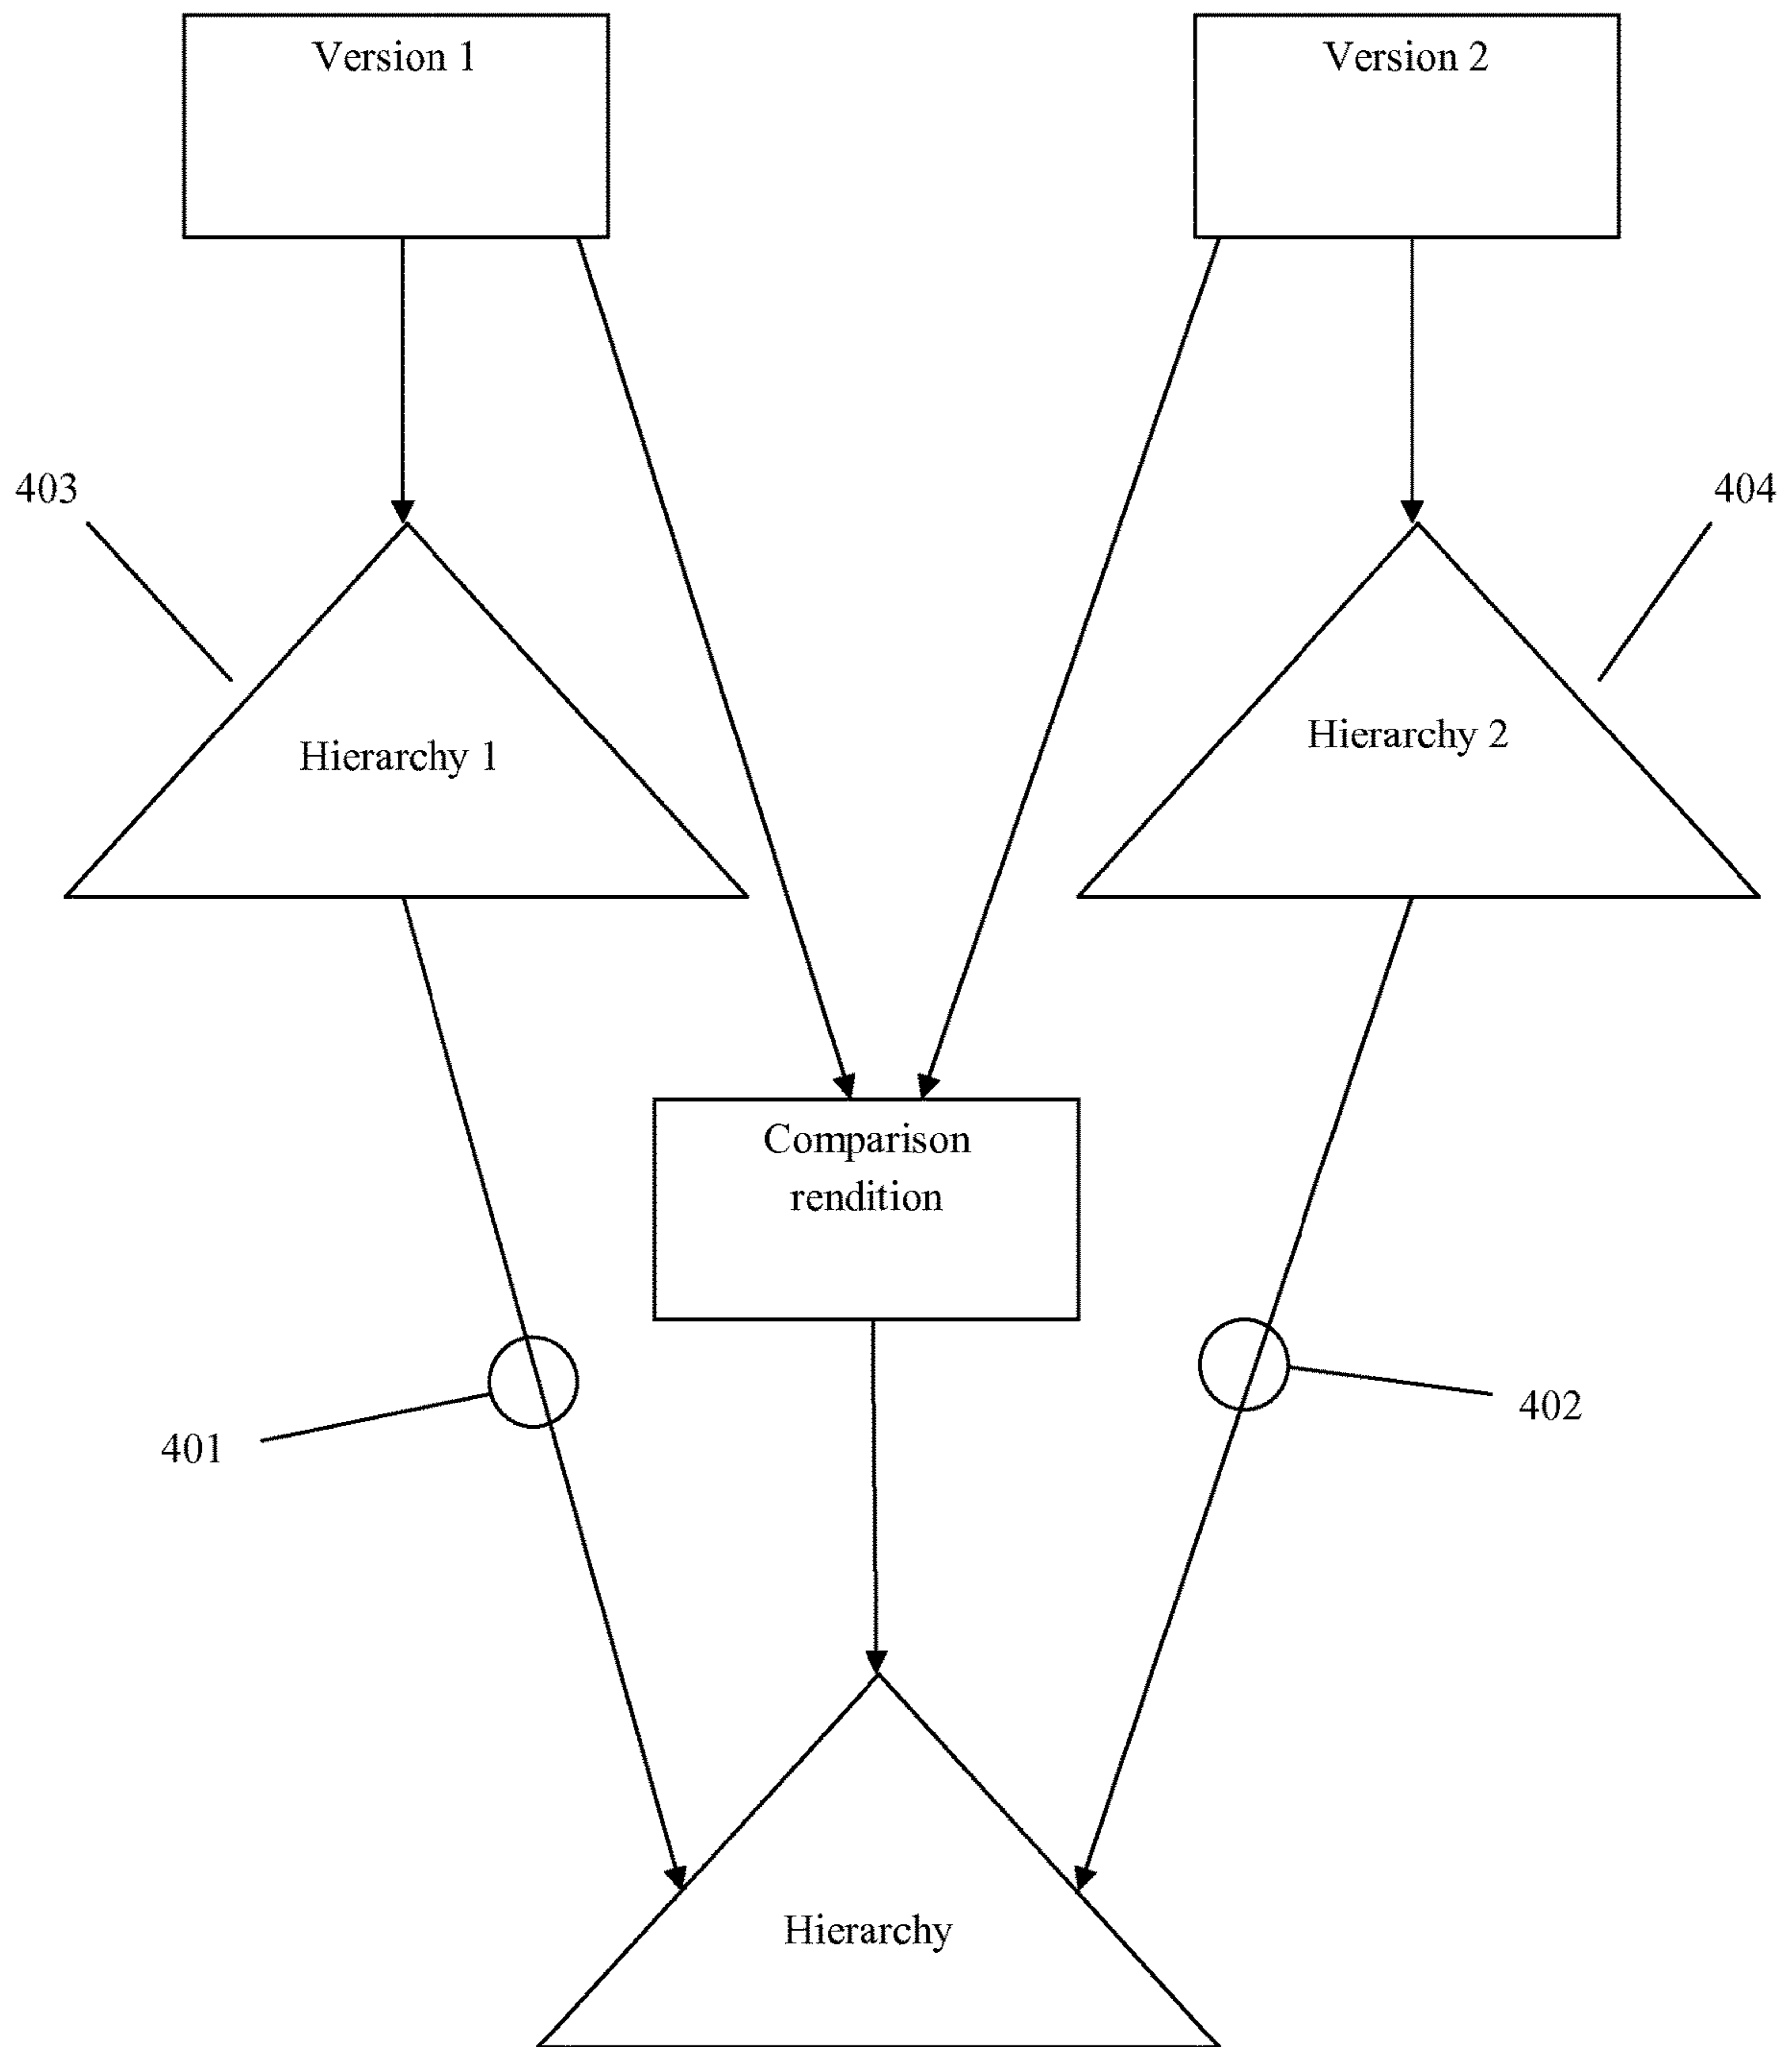 Version 1
Version 2
403
404
Hierarchy 1
Hierarchy 2
Comparison
rendition
401
402
Hierarchy